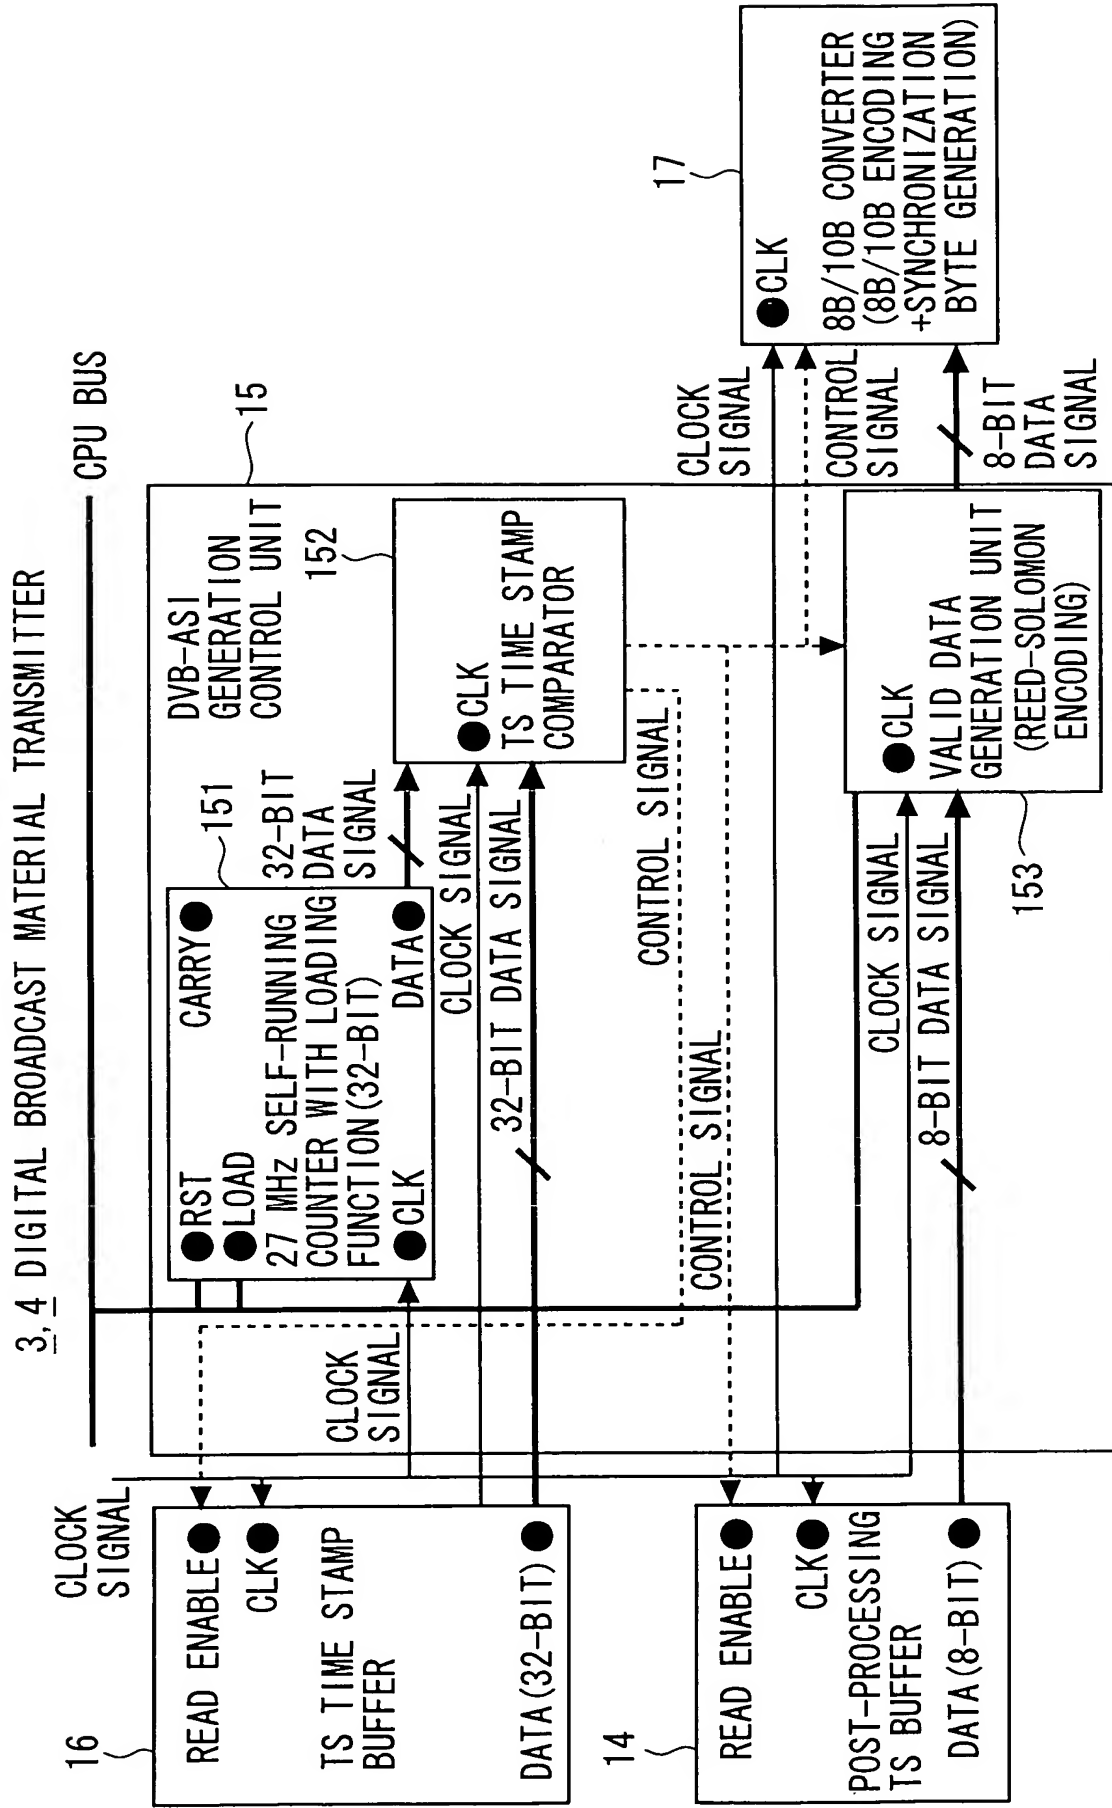 3, 4 DIGITAL BROADCAST MATERIAL TRANSMITTER
CPU BUS
CLOCK
SIGNAL
16
READ ENABLE
CLK
TS TIME STAMP
BUFFER
DATA(32-BIT)
14
READ ENABLE
CLK
POST-PROCESSING
TS BUFFER
DATA(8-BIT)
15
DVB-ASI
GENERATION
CONTROL UNIT
151
RST
CARRY
LOAD
27 MHz SELF-RUNNING
COUNTER WITH LOADING
FUNCTION(32-BIT)
CLK
DATA
CLOCK
SIGNAL
32-BIT
DATA
SIGNAL
CLOCK SIGNAL
32-BIT DATA SIGNAL
152
CLK
TS TIME STAMP
COMPARATOR
CONTROL SIGNAL
CONTROL SIGNAL
CLOCK SIGNAL
8-BIT DATA SIGNAL
153
CLK
VALID DATA
GENERATION UNIT
(REED-SOLOMON
ENCODING)
CLOCK
SIGNAL
CONTROL
SIGNAL
8-BIT
DATA
SIGNAL
17
CLK
8B/10B CONVERTER
(8B/10B ENCODING
+SYNCHRONIZATION
BYTE GENERATION)